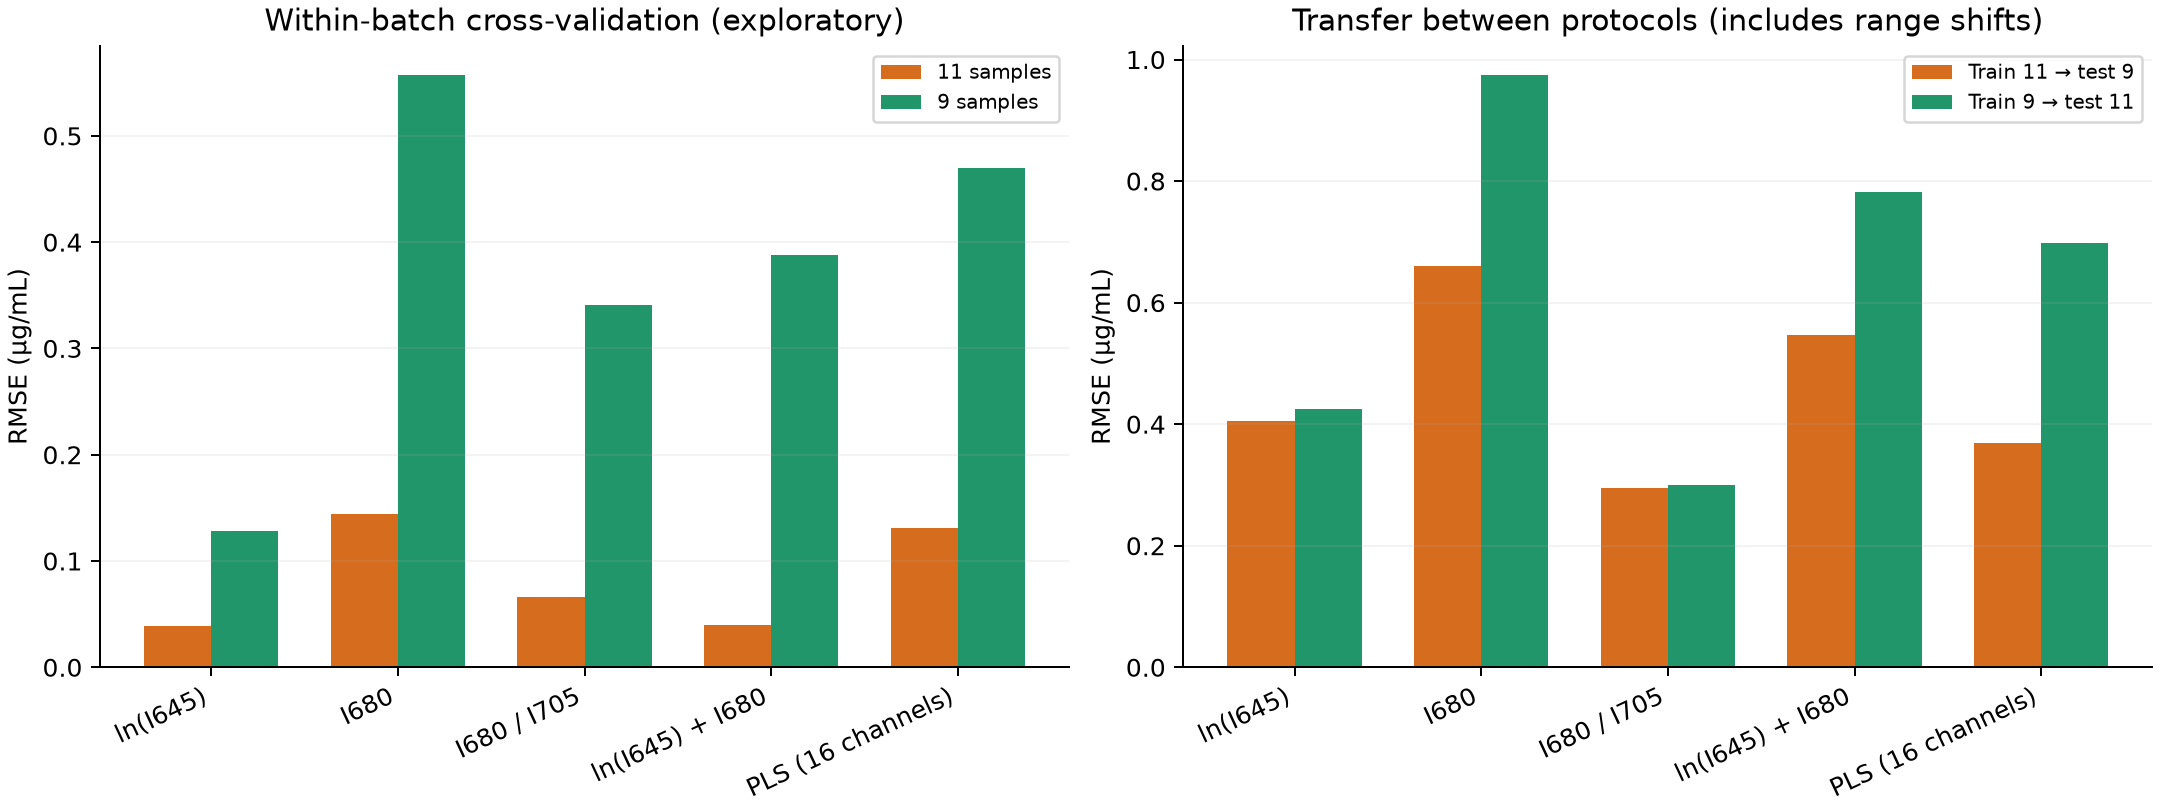 Within-batch cross-validation (exploratory)
RMSE (µg/mL)
0.5
0.4
0.3
0.2
0.1
0.0
11 samples
9 samples
ln(I645)
I680
I680 / I705
ln(I645) + I680
PLS (16 channels)
Transfer between protocols (includes range shifts)
RMSE (µg/mL)
1.0
0.8
0.6
0.4
0.2
0.0
Train 11 → test 9
Train 9 → test 11
ln(I645)
I680
I680 / I705
ln(I645) + I680
PLS (16 channels)